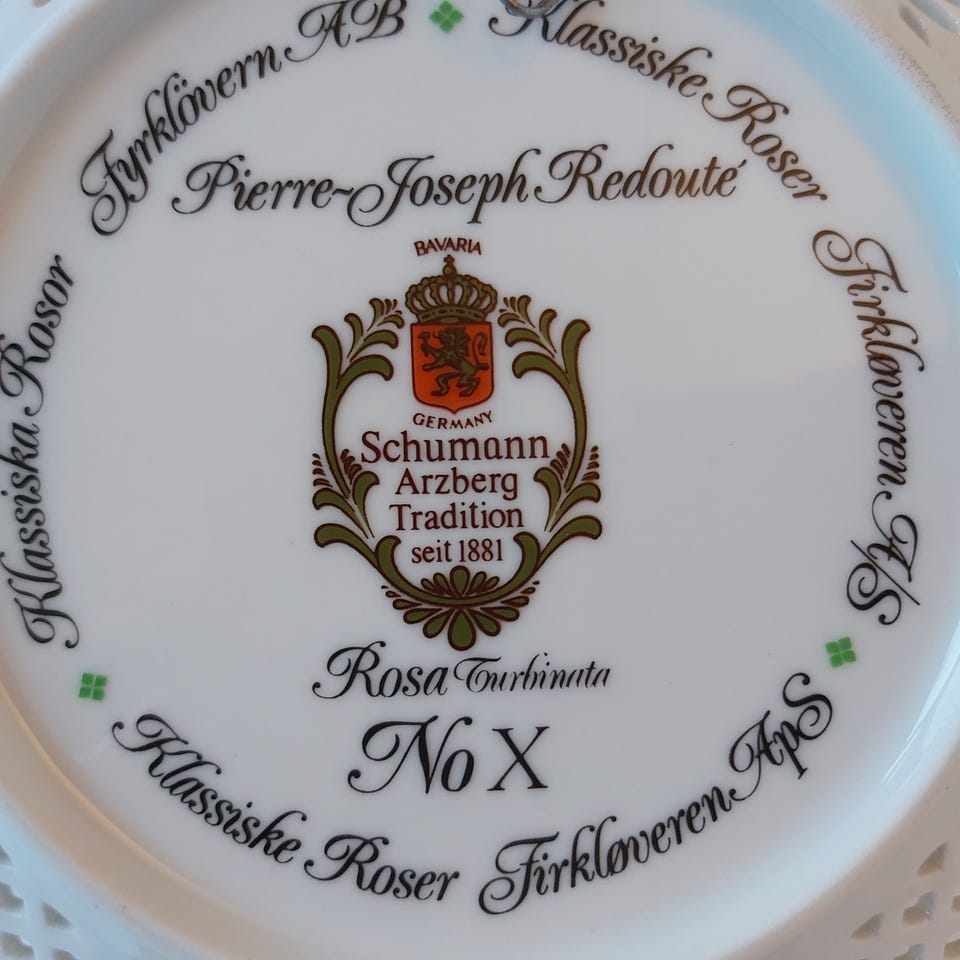 Klassiska Rosor Fyrklövern AB
Klassiske Roser Firkløveren A/S
Pierre-Joseph Redouté
BAVARIA
GERMANY
Schumann
Arzberg
Tradition
seit 1881
Rosa Turbinata
No X
Klassiske Roser Firkløveren ApS